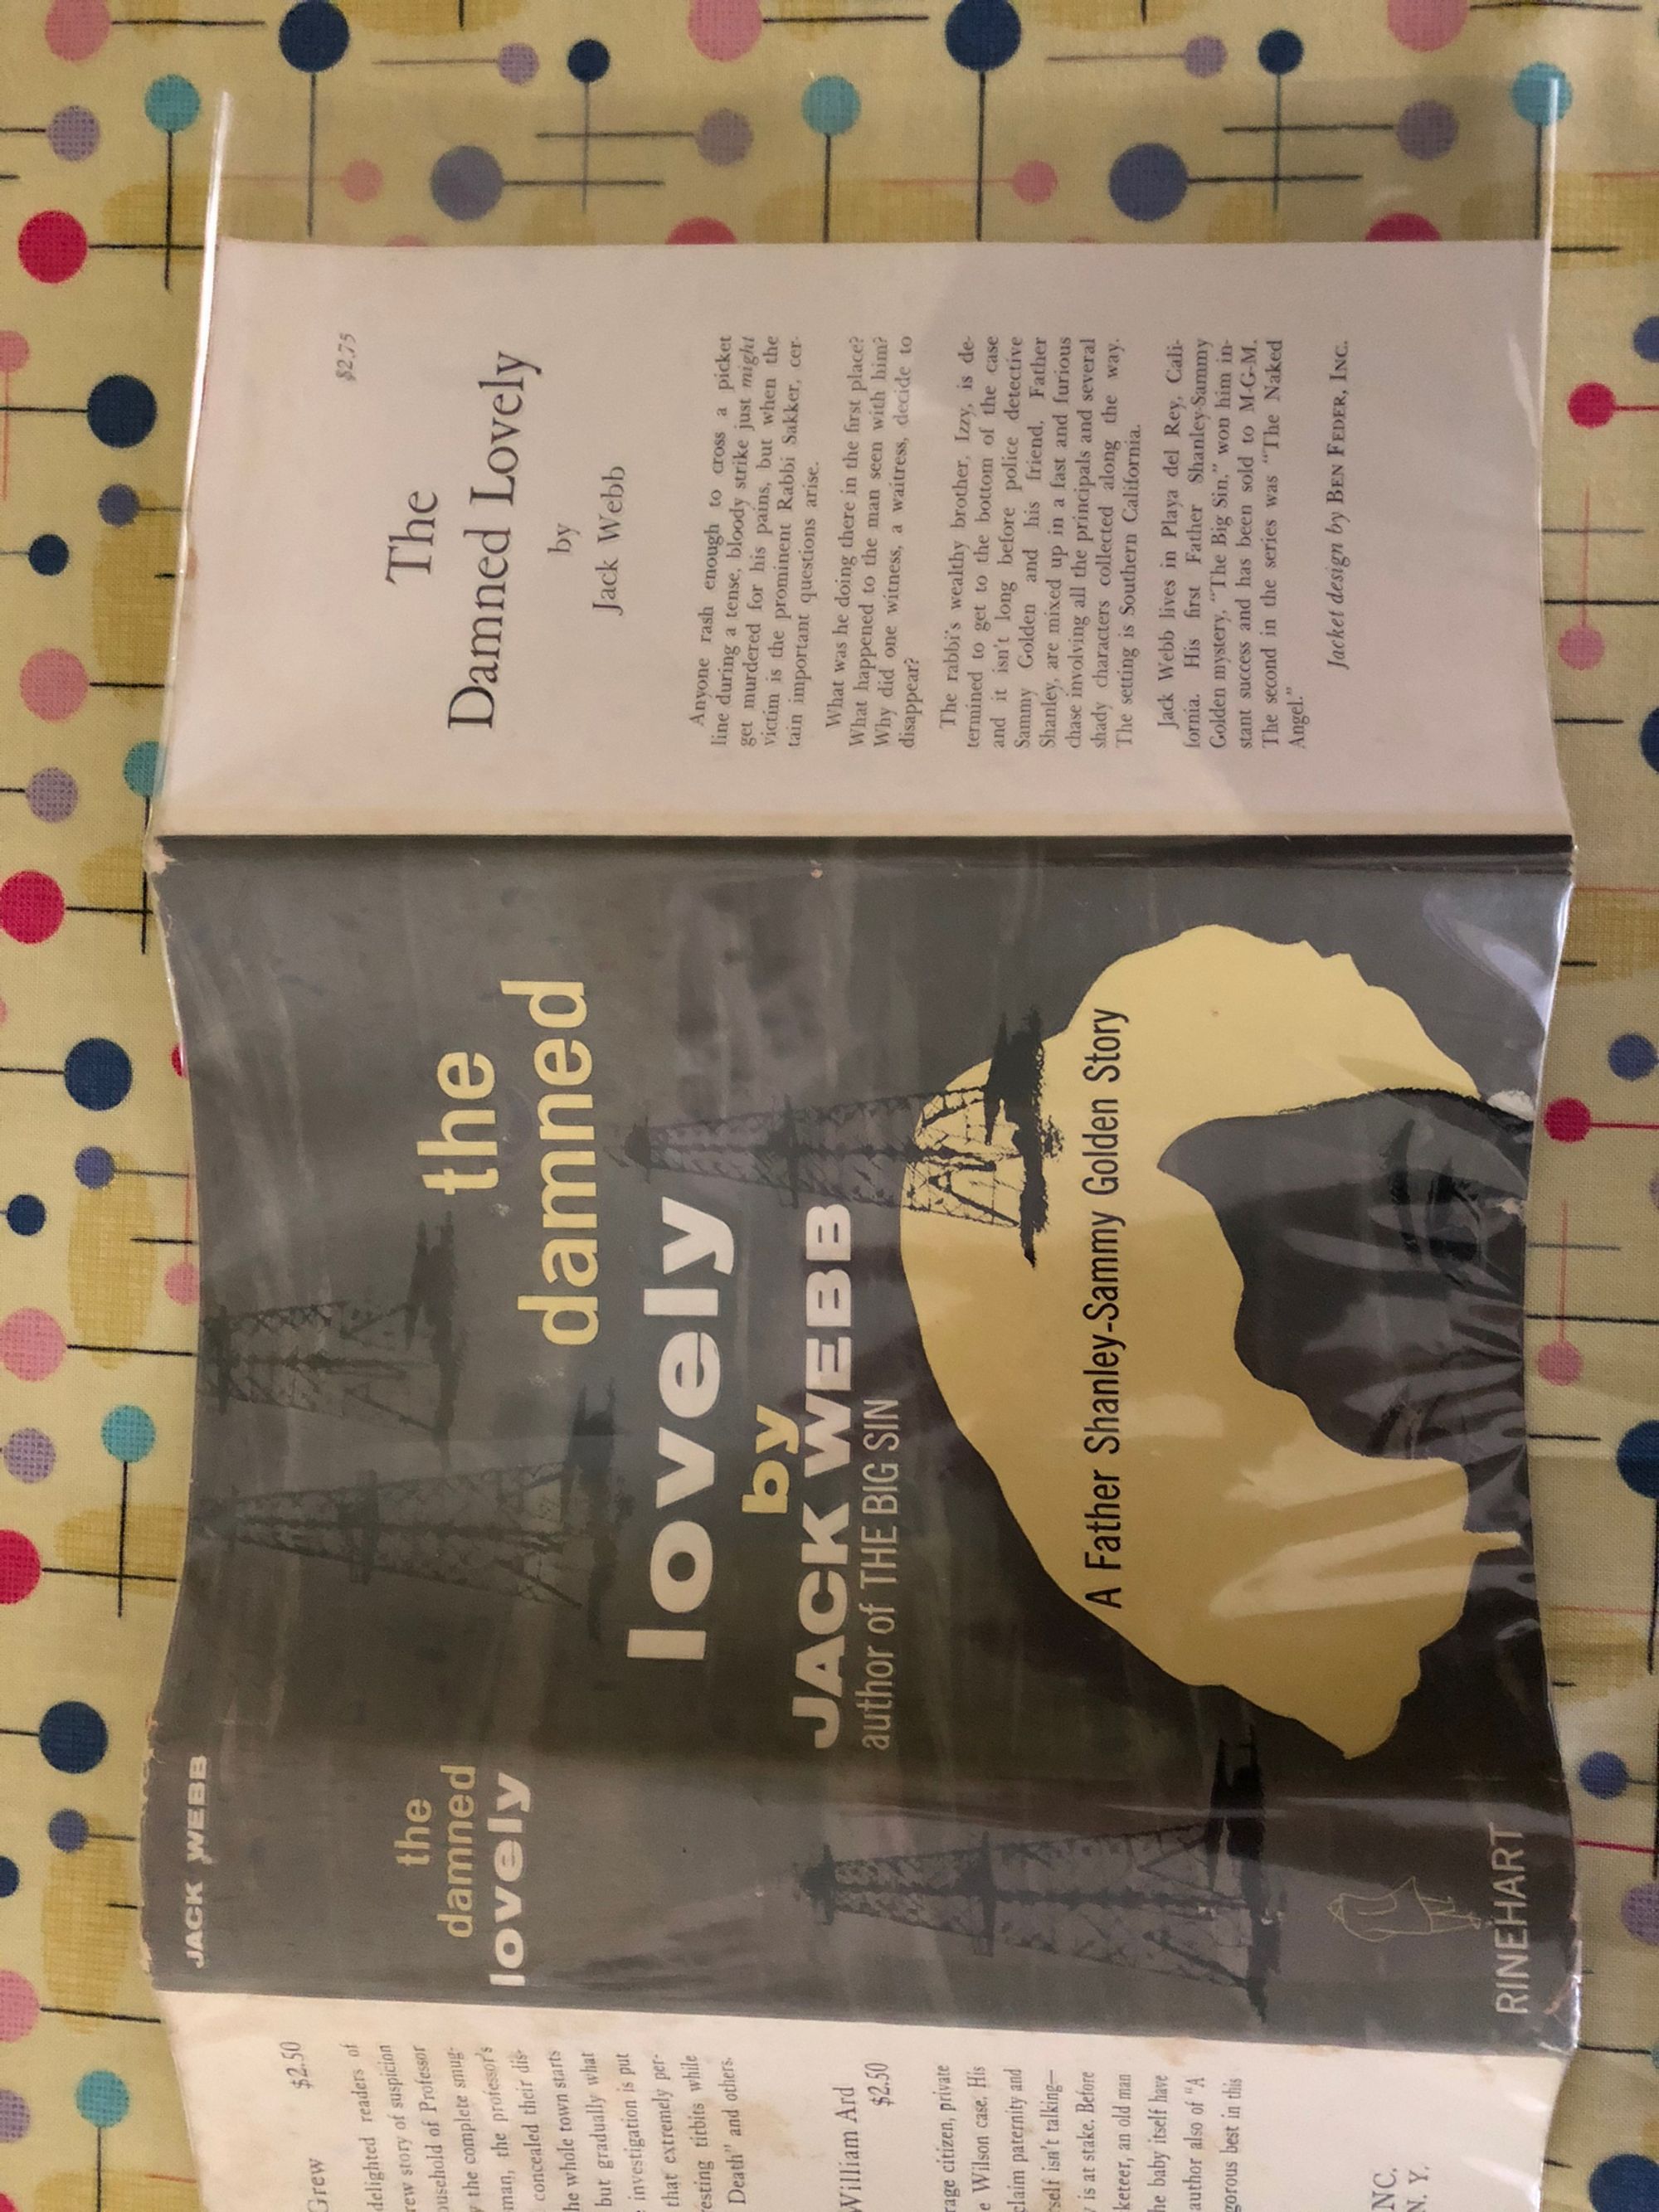 $2.50
Grew
delighted readers of
new story of suspicion
ousehold of Professor
the complete smug-
man, the professor's
concealed their dis-
he whole town starts
but gradually what
investigation is put
that extremely per-
resting titbits while
Death" and others.
William Ard
$2.50
rage citizen, private
e Wilson case. His
claim paternity and
self isn't talking—
is at stake. Before
keteer, an old man
he baby itself have
author also of "A
gorous best in this
NC.
N. Y.
JACK WEBB
the
damned
lovely
RINEHART
the
damned
lovely
by
JACK WEBB
author of THE BIG SIN
A Father Shanley-Sammy Golden Story
$2.75
The
Damned Lovely
by
Jack Webb
Anyone rash enough to cross a picket
line during a tense, bloody strike just might
get murdered for his pains, but when the
victim is the prominent Rabbi Sakker, cer-
tain important questions arise.
What was he doing there in the first place?
What happened to the man seen with him?
Why did one witness, a waitress, decide to
disappear?
The rabbi's wealthy brother, Izzy, is de-
termined to get to the bottom of the case
and it isn't long before police detective
Sammy Golden and his friend, Father
Shanley, are mixed up in a fast and furious
chase involving all the principals and several
shady characters collected along the way.
The setting is Southern California.
Jack Webb lives in Playa del Rey, Cali-
fornia. His first Father Shanley-Sammy
Golden mystery, "The Big Sin," won him in-
stant success and has been sold to M-G-M.
The second in the series was "The Naked
Angel."
Jacket design by BEN FEDER, INC.